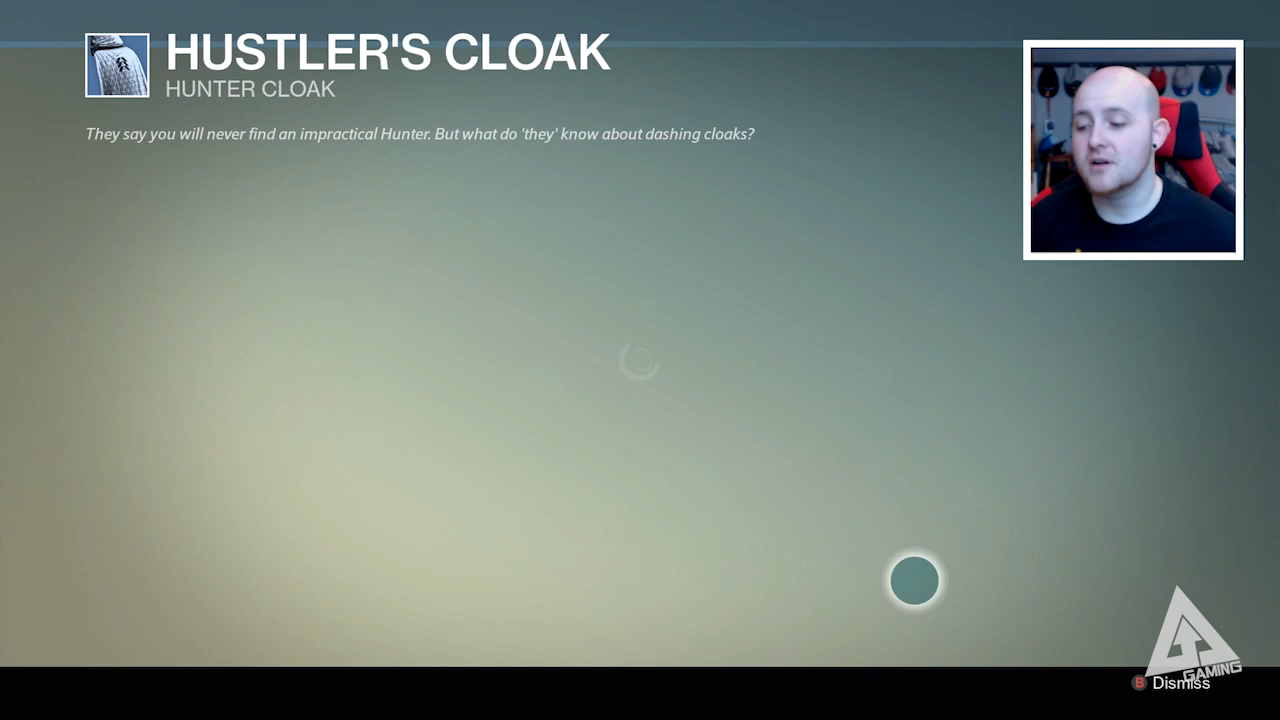 HUSTLER'S CLOAK
HUNTER CLOAK
They say you will never find an impractical Hunter. But what do 'they' know about dashing cloaks?
GAMING
B Dismiss